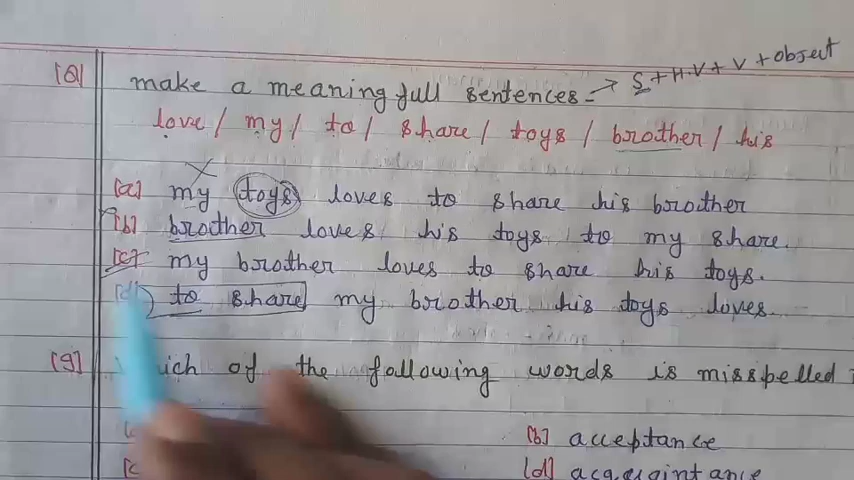 [Q] make a meaning full sentences. → S + H.V + V + object
love / my / to / share / toys / brother / his
[a] my toys loves to share his brother
[b] brother loves his toys to my share.
[c] my brother loves to share his toys.
to share my brother his toys loves.
[9] of the following words is misspelled
[b] acceptance
[d] acquaintance